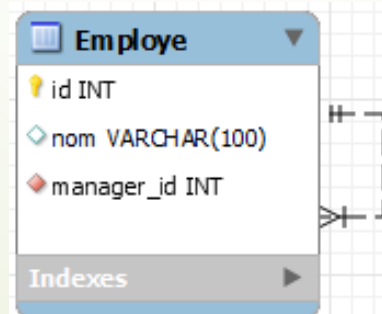 Employe
id INT
nom VARCHAR(100)
manager_id INT
Indexes